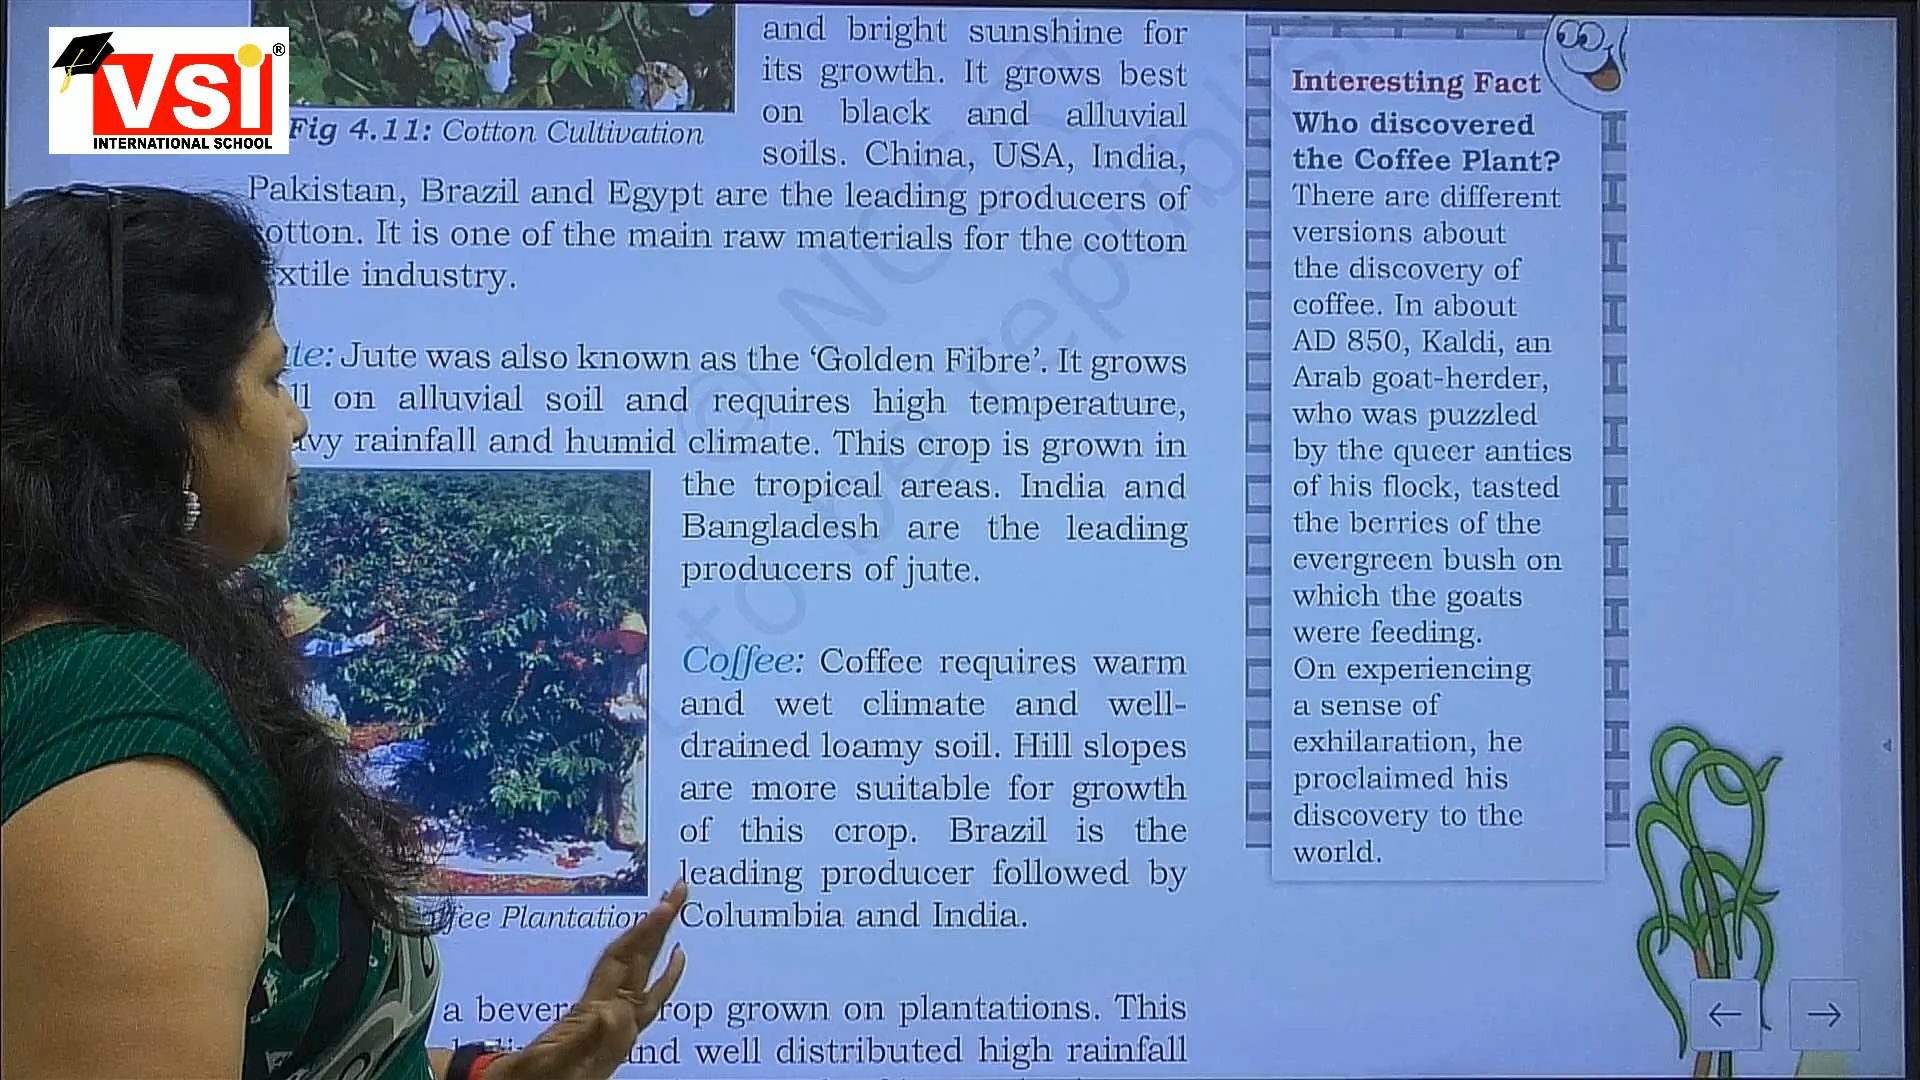 VSI ®
INTERNATIONAL SCHOOL
Fig 4.11: Cotton Cultivation
and bright sunshine for
its growth. It grows best
on black and alluvial
soils. China, USA, India,
Pakistan, Brazil and Egypt are the leading producers of
otton. It is one of the main raw materials for the cotton
xtile industry.
te: Jute was also known as the ‘Golden Fibre’. It grows
ll on alluvial soil and requires high temperature,
avy rainfall and humid climate. This crop is grown in
the tropical areas. India and
Bangladesh are the leading
producers of jute.
Coffee: Coffee requires warm
and wet climate and well-
drained loamy soil. Hill slopes
are more suitable for growth
of this crop. Brazil is the
leading producer followed by
Columbia and India.
ffee Plantation
a bever rop grown on plantations. This
nd well distributed high rainfall
Interesting Fact
Who discovered
the Coffee Plant?
There are different
versions about
the discovery of
coffee. In about
AD 850, Kaldi, an
Arab goat-herder,
who was puzzled
by the queer antics
of his flock, tasted
the berries of the
evergreen bush on
which the goats
were feeding.
On experiencing
a sense of
exhilaration, he
proclaimed his
discovery to the
world.